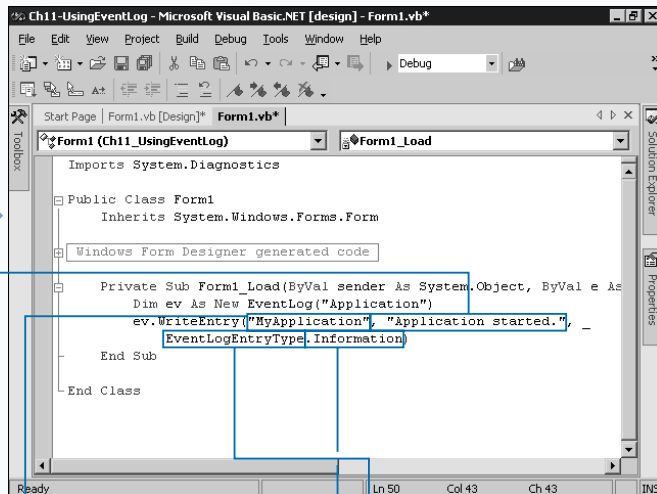 Ch11-UsingEventLog - Microsoft Visual Basic.NET [design] - Form1.vb*
File Edit View Project Build Debug Tools Window Help
Debug
Start Page Form1.vb [Design]* Form1.vb*
Toolbox
Form1 (Ch11_UsingEventLog) Form1_Load
Solution Explorer
Properties
Imports System.Diagnostics
Public Class Form1
Inherits System.Windows.Forms.Form
Windows Form Designer generated code
Private Sub Form1_Load(ByVal sender As System.Object, ByVal e As
Dim ev As New EventLog("Application")
ev.WriteEntry("MyApplication", "Application started.", _
EventLogEntryType.Information)
End Sub
End Class
Ready Ln 50 Col 43 Ch 43 INS